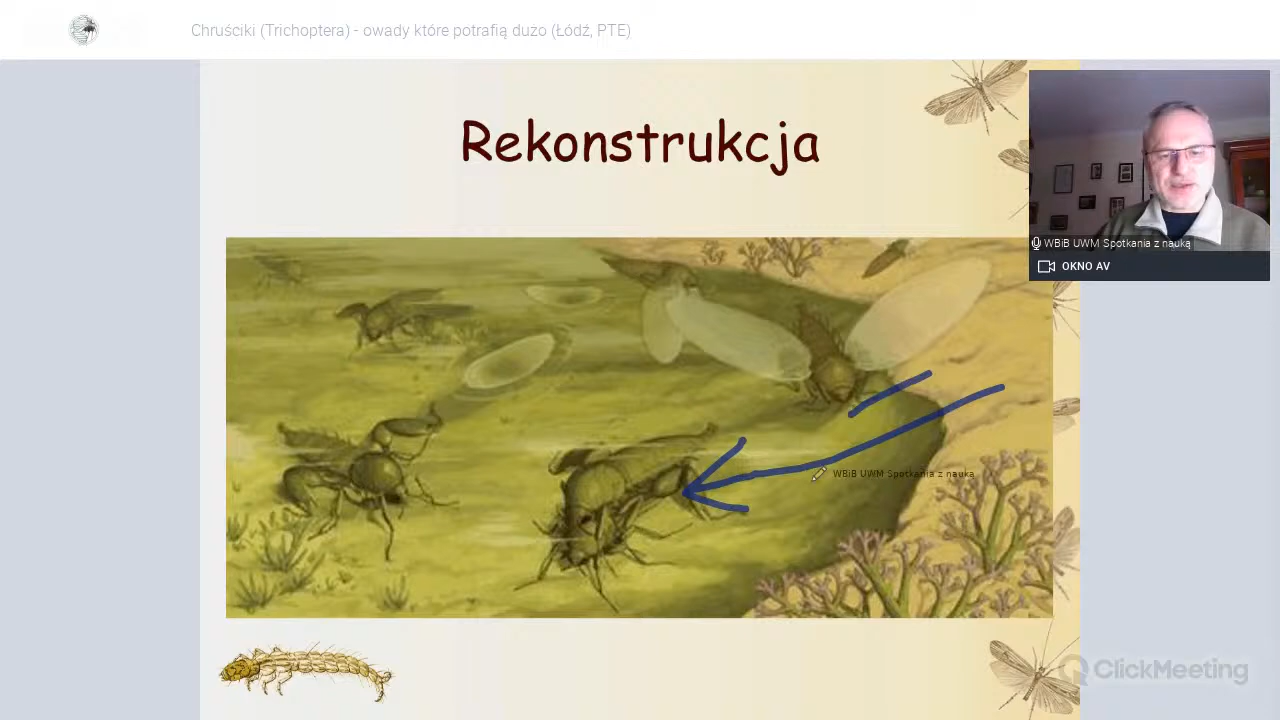 Chruściki (Trichoptera) - owady które potrafią dużo (Łódź, PTE)
Rekonstrukcja
WBiB UWM Spotkania z nauką
OKNO AV
WBiB UWM Spotkania z nauką
ClickMeeting